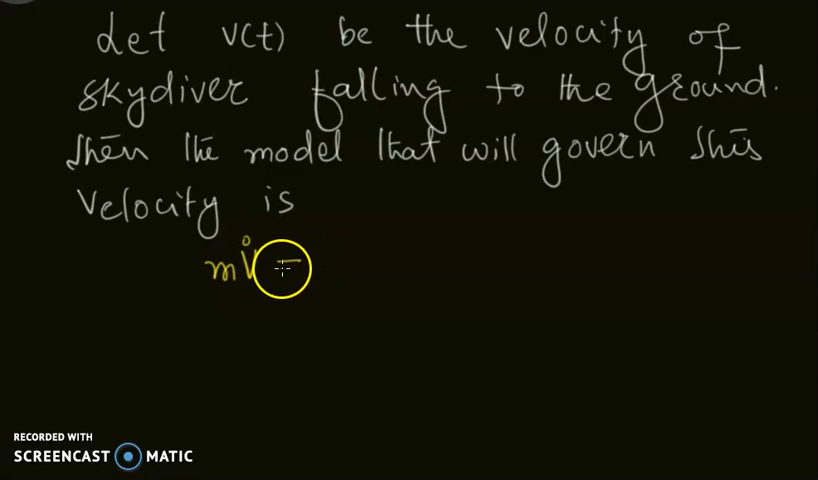 Let v(t) be the velocity of
skydiver falling to the ground.
Then the model that will govern this
velocity is
mv̇ =
RECORDED WITH
SCREENCAST MATIC